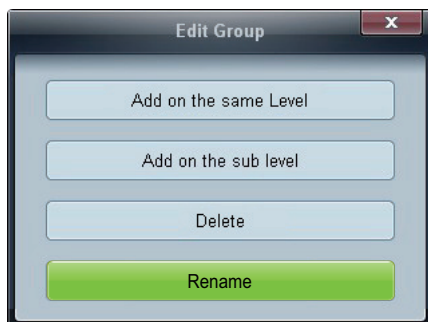 Edit Group
x
Add on the same Level
Add on the sub level
Delete
Rename